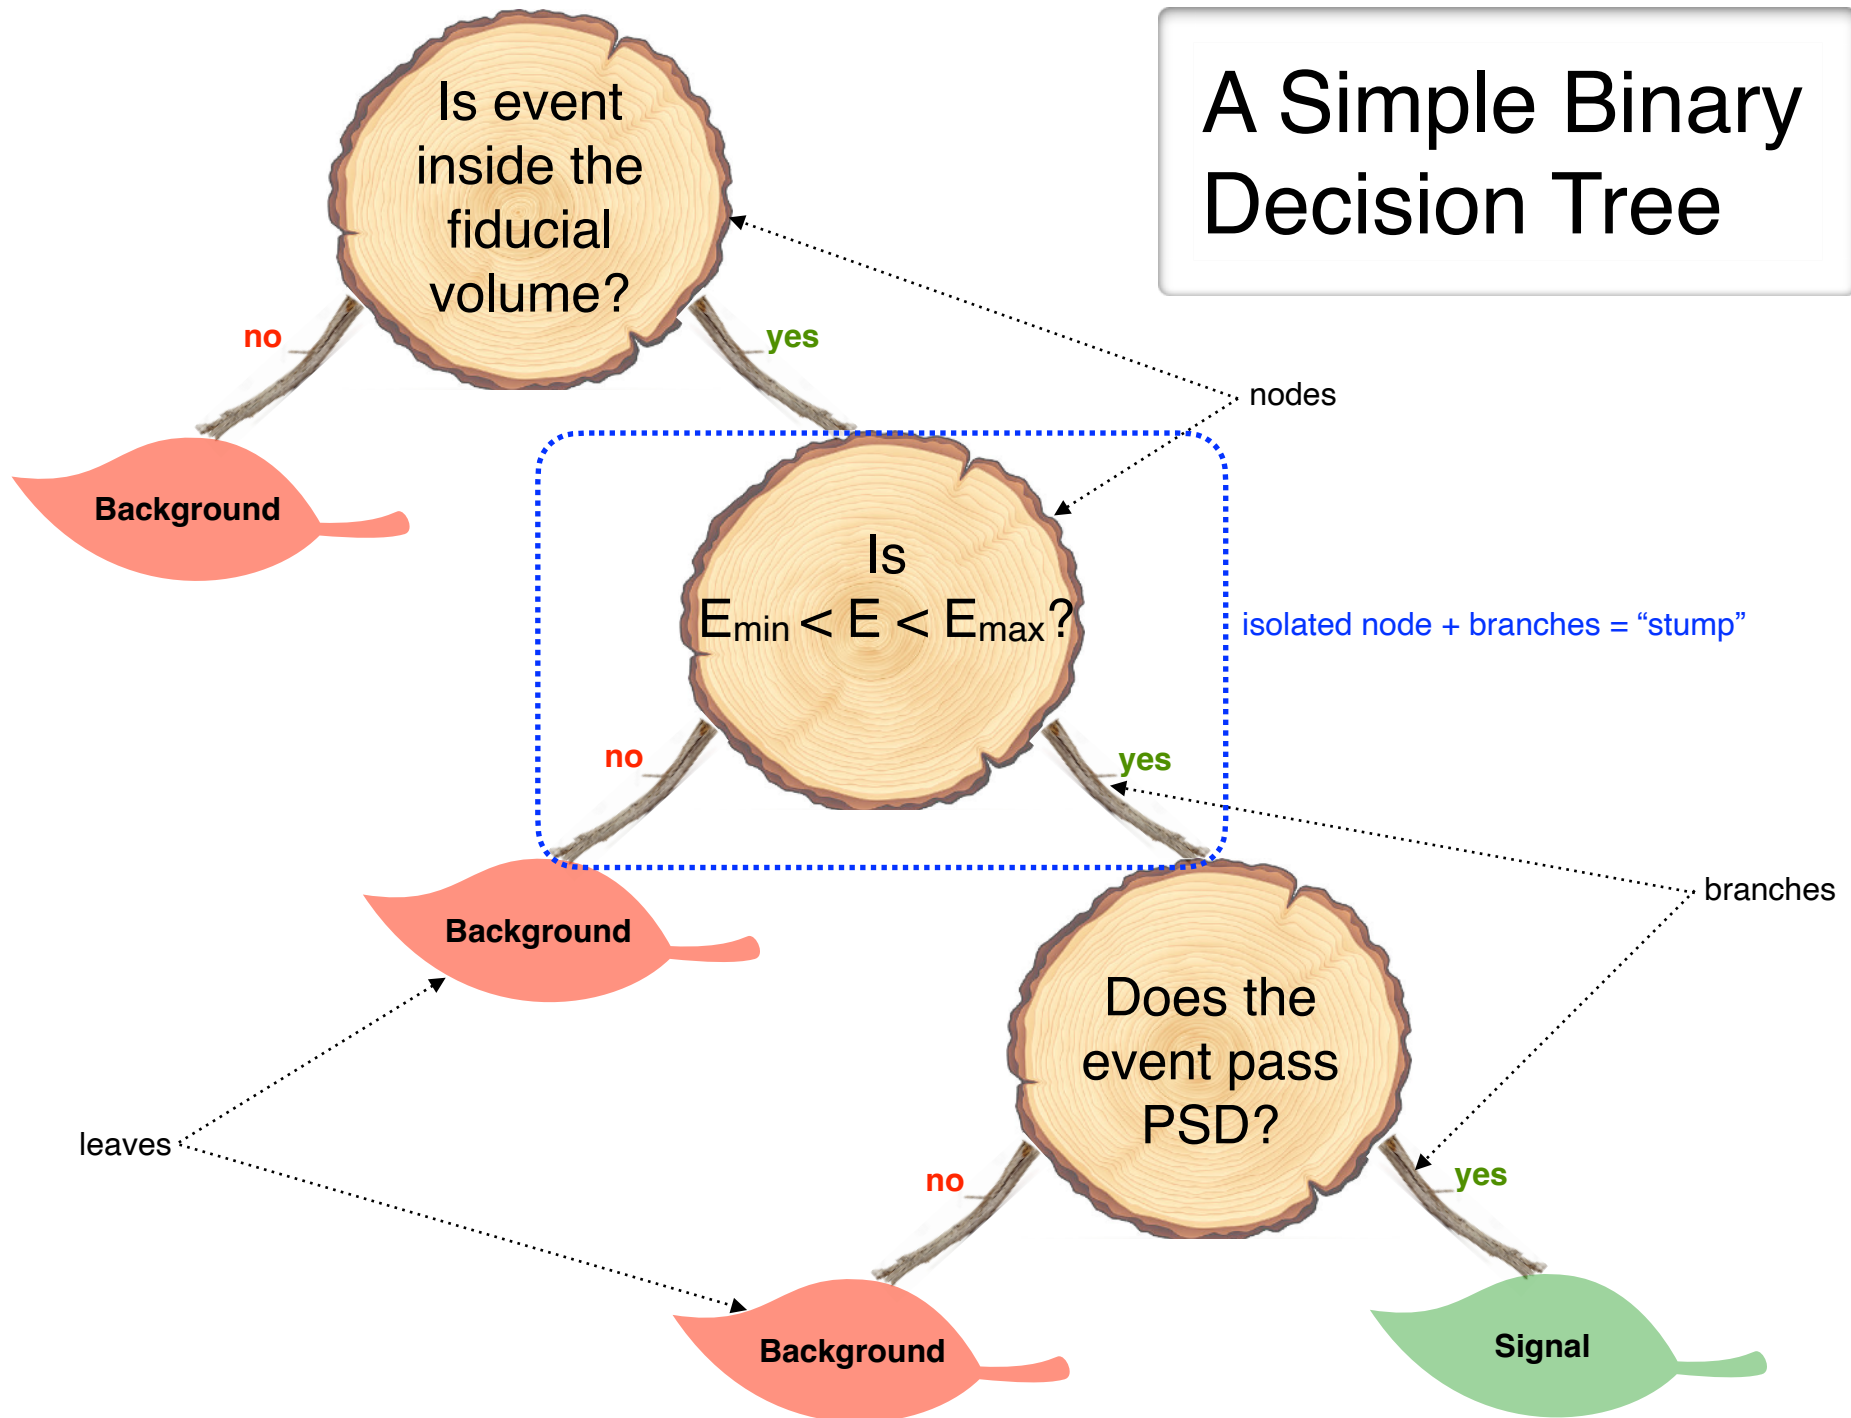 A Simple Binary
Decision Tree
Is event
inside the
fiducial
volume?
no
yes
nodes
Background
Is
Emin < E < Emax?
isolated node + branches = “stump”
no
yes
branches
Background
Does the
event pass
PSD?
leaves
no
yes
Background
Signal